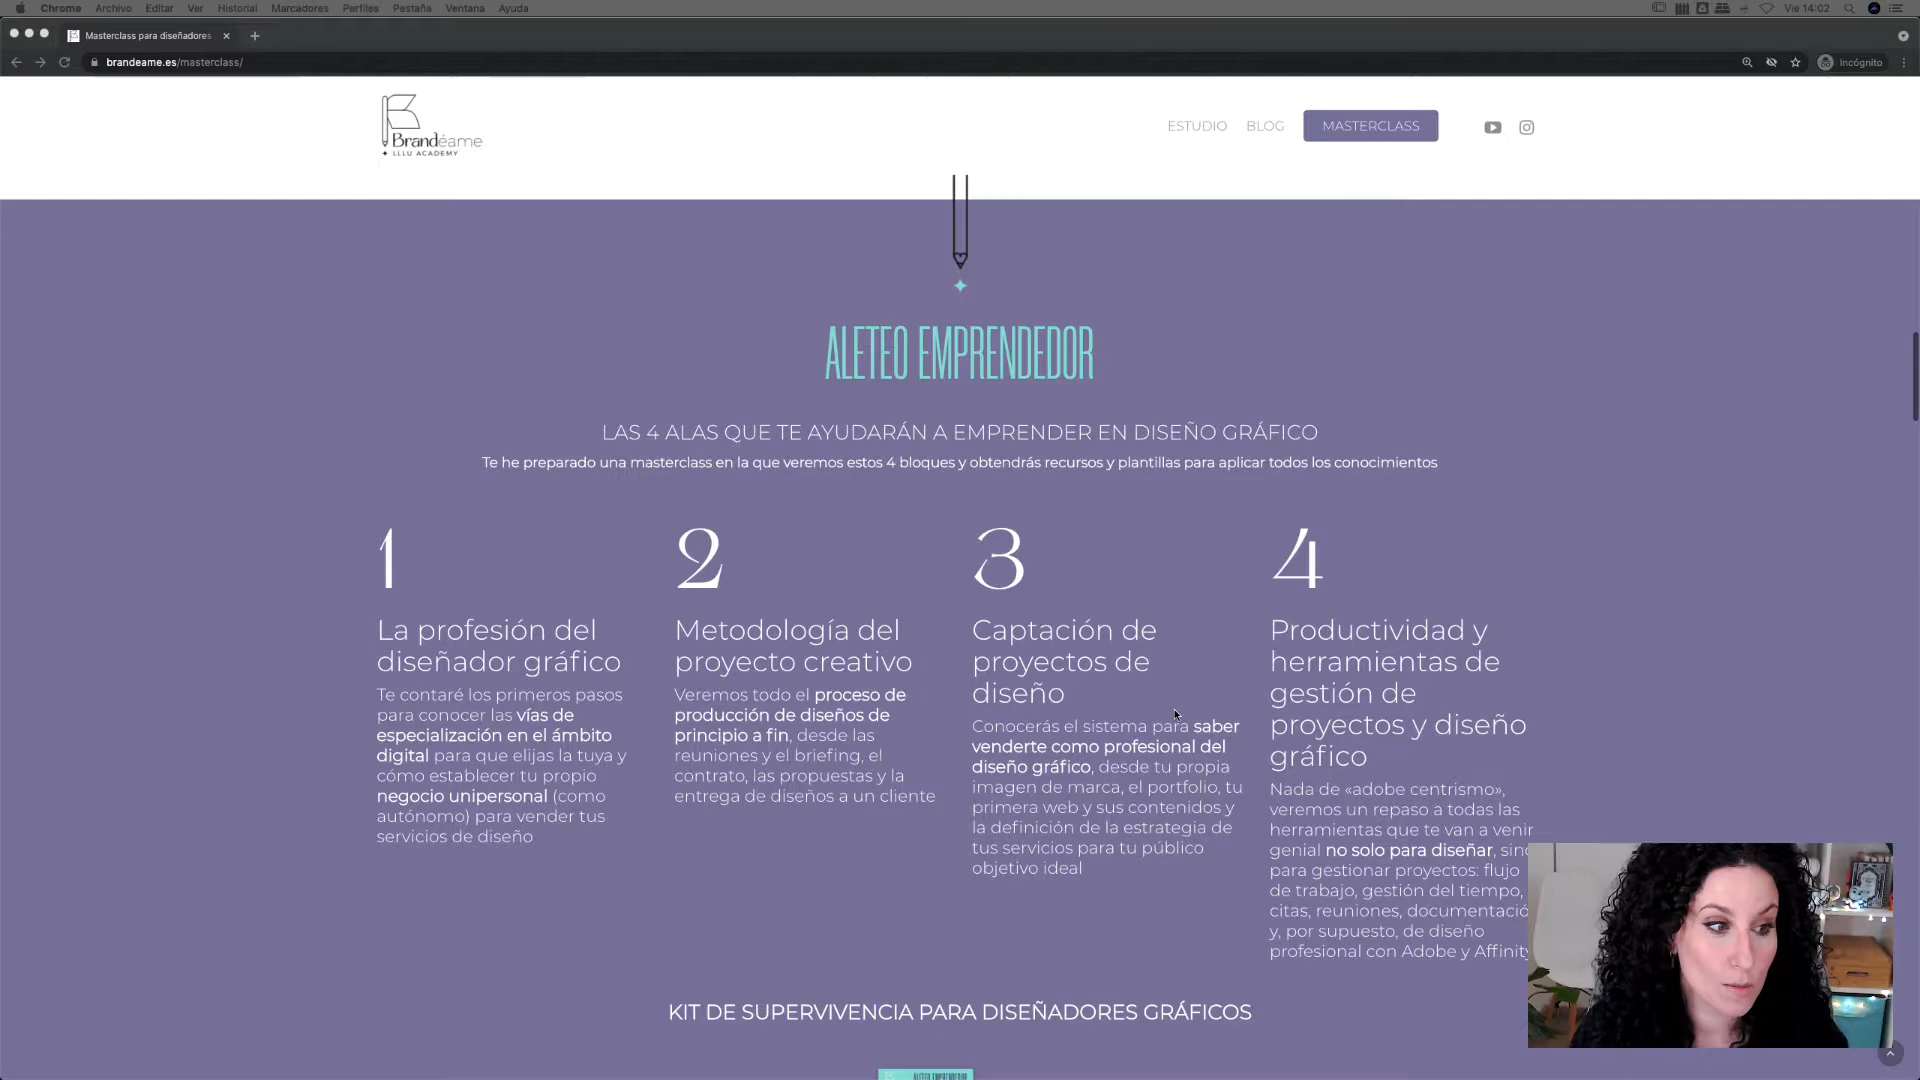 Chrome Archivo Editar Ver Historial Marcadores Perfiles Pestaña Ventana Ayuda
Vie 14:02
Masterclass para diseñadores
brandeame.es/masterclass/
Incógnito
Brandéame
LLLU ACADEMY
ESTUDIO BLOG MASTERCLASS
ALETEO EMPRENDEDOR
LAS 4 ALAS QUE TE AYUDARÁN A EMPRENDER EN DISEÑO GRÁFICO
Te he preparado una masterclass en la que veremos estos 4 bloques y obtendrás recursos y plantillas para aplicar todos los conocimientos
1
La profesión del
diseñador gráfico
Te contaré los primeros pasos
para conocer las vías de
especialización en el ámbito
digital para que elijas la tuya y
cómo establecer tu propio
negocio unipersonal (como
autónomo) para vender tus
servicios de diseño
2
Metodología del
proyecto creativo
Veremos todo el proceso de
producción de diseños de
principio a fin, desde las
reuniones y el briefing, el
contrato, las propuestas y la
entrega de diseños a un cliente
3
Captación de
proyectos de
diseño
Conocerás el sistema para saber
venderte como profesional del
diseño gráfico, desde tu propia
imagen de marca, el portfolio, tu
primera web y sus contenidos y
la definición de la estrategia de
tus servicios para tu público
objetivo ideal
4
Productividad y
herramientas de
gestión de
proyectos y diseño
gráfico
Nada de «adobe centrismo»,
veremos un repaso a todas las
herramientas que te van a venir
genial no solo para diseñar, sino
para gestionar proyectos: flujo
de trabajo, gestión del tiempo,
citas, reuniones, documentació
y, por supuesto, de diseño
profesional con Adobe y Affinity
KIT DE SUPERVIVENCIA PARA DISEÑADORES GRÁFICOS
ALETEO EMPRENDEDOR